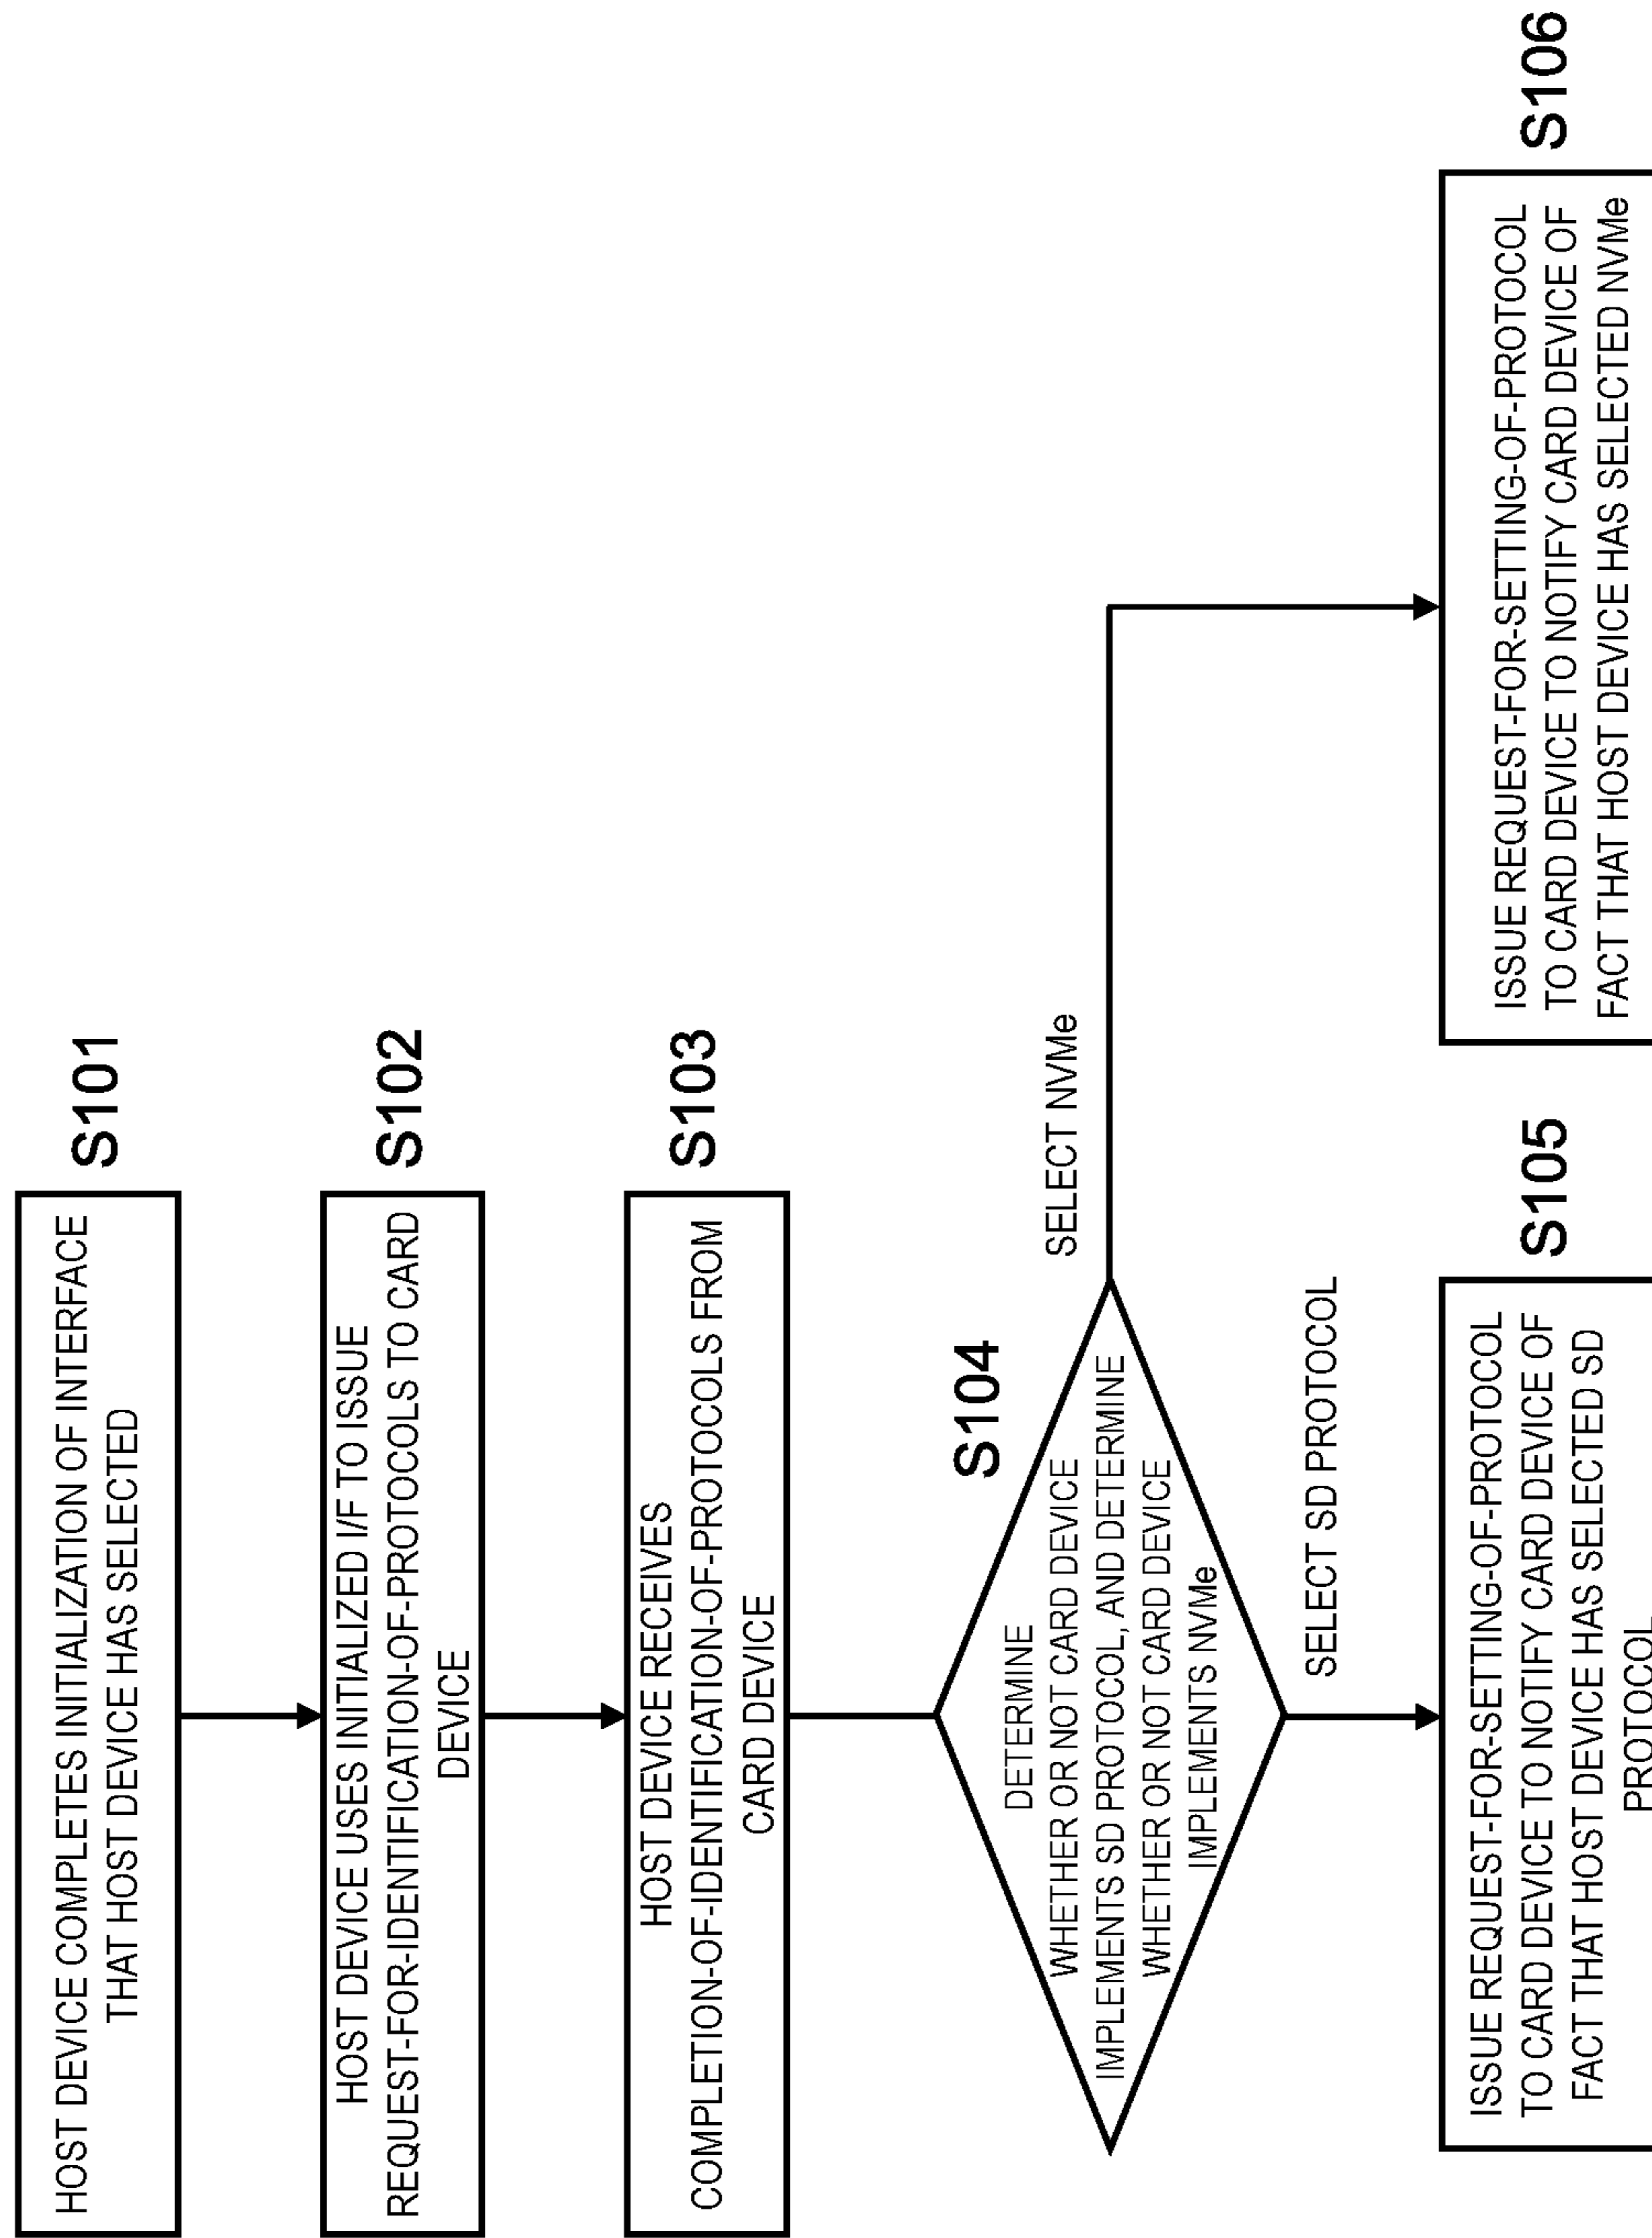 HOST DEVICE COMPLETES INITIALIZATION OF INTERFACE
THAT HOST DEVICE HAS SELECTED
S101
HOST DEVICE USES INITIALIZED I/F TO ISSUE
REQUEST-FOR-IDENTIFICATION-OF-PROTOCOLS TO CARD
DEVICE
S102
HOST DEVICE RECEIVES
COMPLETION-OF-IDENTIFICATION-OF-PROTOCOLS FROM
CARD DEVICE
S103
S104
DETERMINE
WHETHER OR NOT CARD DEVICE
IMPLEMENTS SD PROTOCOL, AND DETERMINE
WHETHER OR NOT CARD DEVICE
IMPLEMENTS NVMe
SELECT NVMe
SELECT SD PROTOCOL
ISSUE REQUEST-FOR-SETTING-OF-PROTOCOL
TO CARD DEVICE TO NOTIFY CARD DEVICE OF
FACT THAT HOST DEVICE HAS SELECTED SD
PROTOCOL
S105
ISSUE REQUEST-FOR-SETTING-OF-PROTOCOL
TO CARD DEVICE TO NOTIFY CARD DEVICE OF
FACT THAT HOST DEVICE HAS SELECTED NVMe
S106